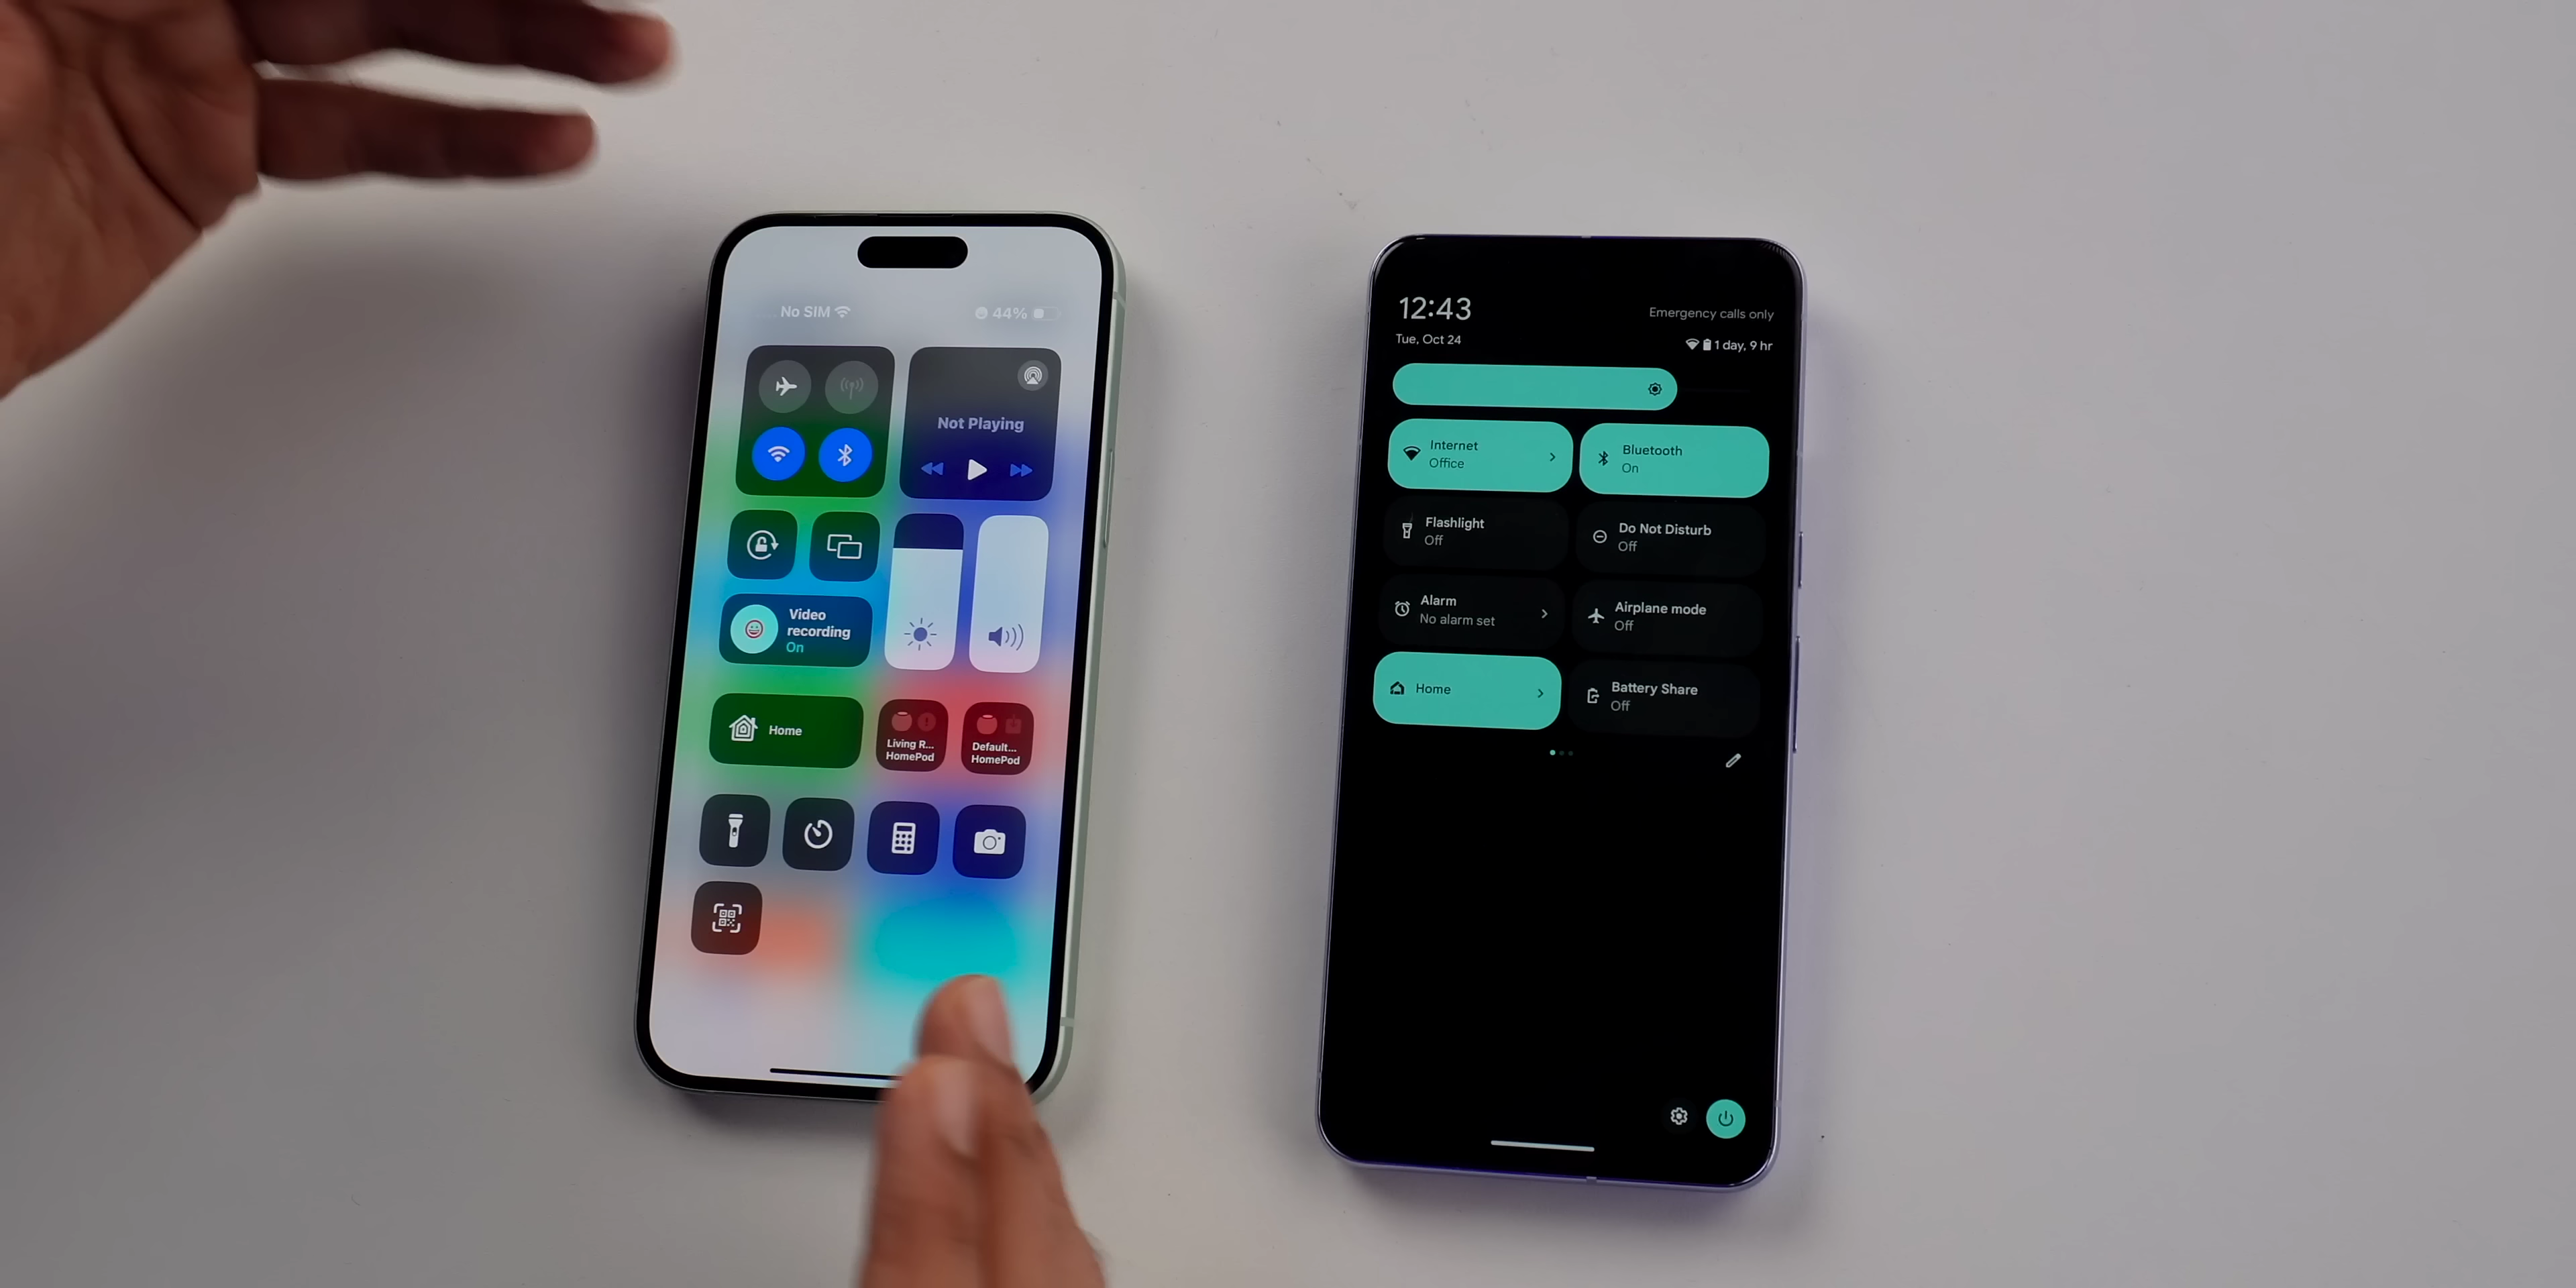 No SIM
44%
Not Playing
Video
recording
On
Home
Living R...
HomePod
Default...
HomePod
12:43
Emergency calls only
Tue, Oct 24
1 day, 9 hr
Internet
Office
Bluetooth
On
Flashlight
Off
Do Not Disturb
Off
Alarm
No alarm set
Airplane mode
Off
Home
Battery Share
Off